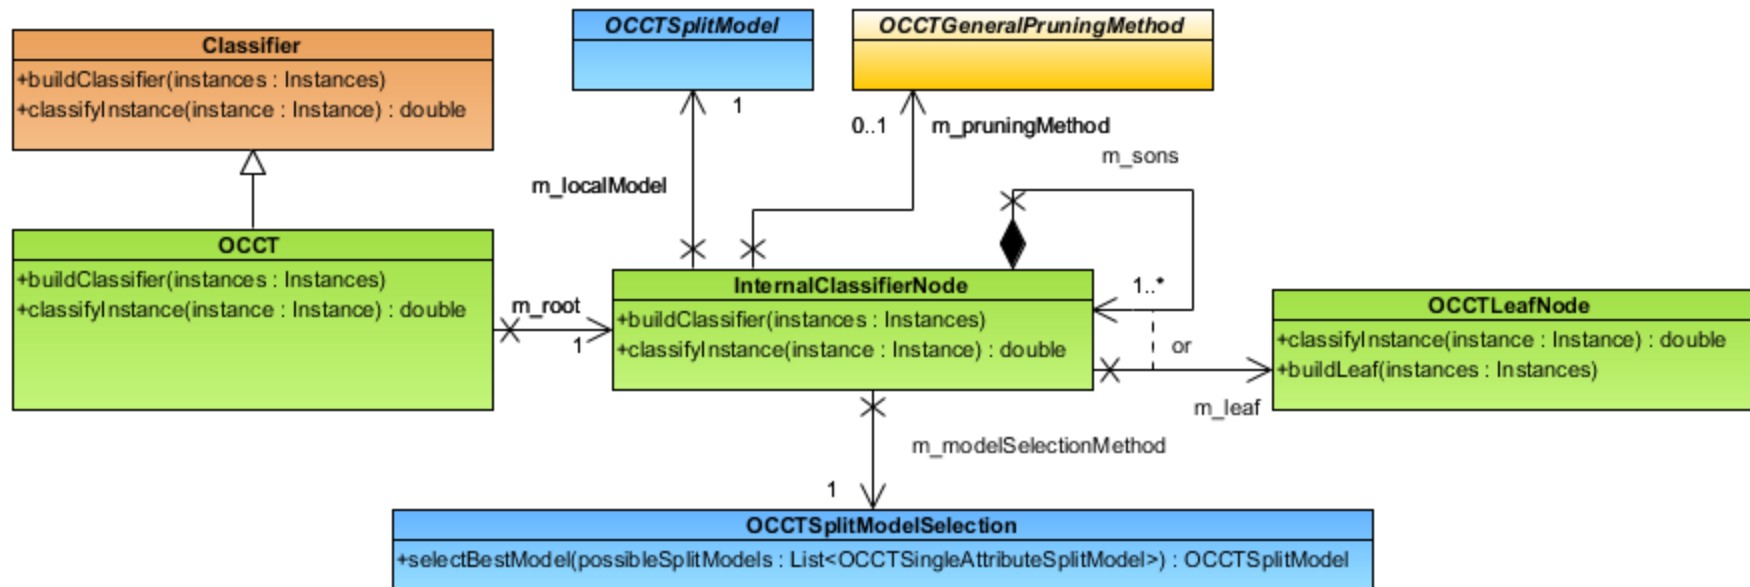 OCCTSplitModel
OCCTGeneralPruningMethod
Classifier
+buildClassifier(instances : Instances)
+classifyInstance(instance : Instance) : double
1
0..1
m_pruningMethod
m_sons
m_localModel
OCCT
+buildClassifier(instances : Instances)
+classifyInstance(instance : Instance) : double
m_root
1
InternalClassifierNode
+buildClassifier(instances : Instances)
+classifyInstance(instance : Instance) : double
1..*
or
OCCTLeafNode
+classifyInstance(instance : Instance) : double
+buildLeaf(instances : Instances)
m_leaf
m_modelSelectionMethod
1
OCCTSplitModelSelection
+selectBestModel(possibleSplitModels : List<OCCTSingleAttributeSplitModel>) : OCCTSplitModel